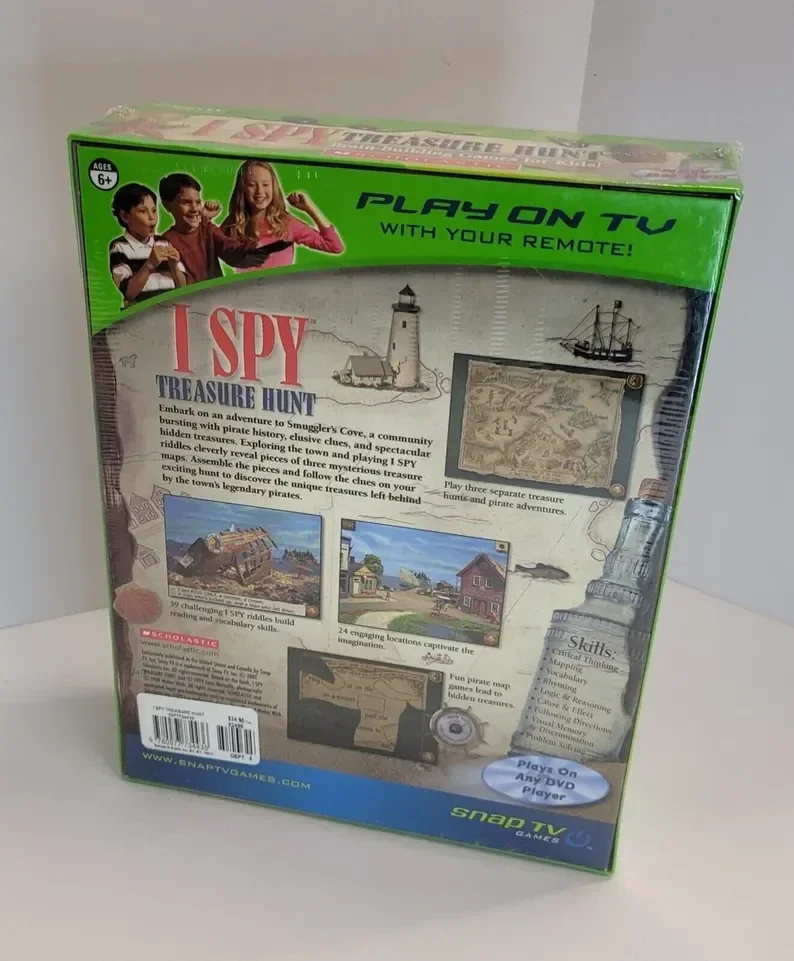 I SPY TREASURE HUNT
Brain-Building Games for Kids!
AGES
6+
PLAY ON TV
WITH YOUR REMOTE!
I SPY
TREASURE HUNT
Embark on an adventure to Smuggler's Cove, a community
bursting with pirate history, elusive clues, and spectacular
hidden treasures. Exploring the town and playing I SPY
riddles cleverly reveal pieces of three mysterious treasure
maps. Assemble the pieces and follow the clues on your
exciting hunt to discover the unique treasures left behind
by the town's legendary pirates.
Play three separate treasure
hunts and pirate adventures.
39 challenging I SPY riddles build
reading and vocabulary skills.
24 engaging locations captivate the
imagination.
SCHOLASTIC
www.scholastic.com
Fun pirate map
games lead to
hidden treasures.
Skills:
• Critical Thinking
• Mapping
• Vocabulary
• Rhyming
• Logic & Reasoning
• Cause & Effect
• Following Directions
• Visual Memory
& Discrimination
• Problem Solving
I SPY TREASURE HUNT
Plays On
Any DVD
Player
WWW.SNAPTVGAMES.COM
snap TV
GAMES